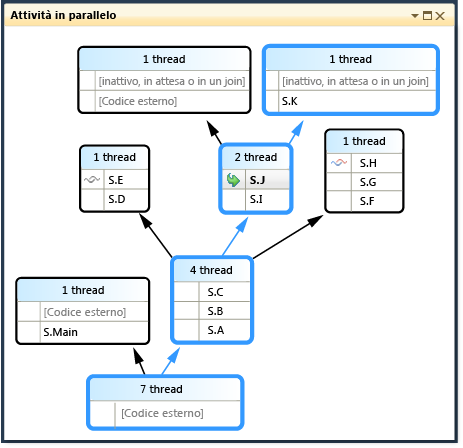 Attività in parallelo
1 thread
[inattivo, in attesa o in un join]
[Codice esterno]
1 thread
[inattivo, in attesa o in un join]
S.K
1 thread
S.E
S.D
2 thread
S.J
S.I
1 thread
S.H
S.G
S.F
4 thread
S.C
S.B
S.A
1 thread
[Codice esterno]
S.Main
7 thread
[Codice esterno]